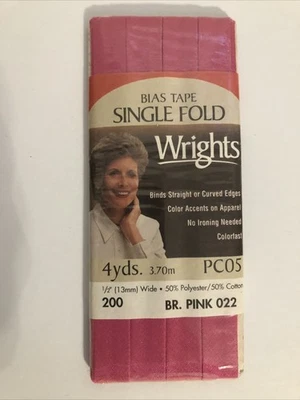 BIAS TAPE
SINGLE FOLD
Wrights
Binds Straight or Curved Edges
Color Accents on Apparel
No Ironing Needed
Colorfast
4yds. 3.70m PC05
½" (13mm) Wide • 50% Polyester/50% Cotton
200 BR. PINK 022